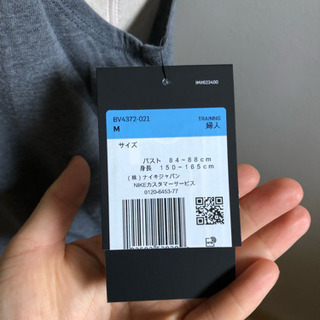 IMH622400
BV4372-021
TRAINING
M
婦人
サイズ
バスト 84~88cm
身長 150~165cm
(株)ナイキジャパン
NIKEカスタマーサービス
0120-6453-77